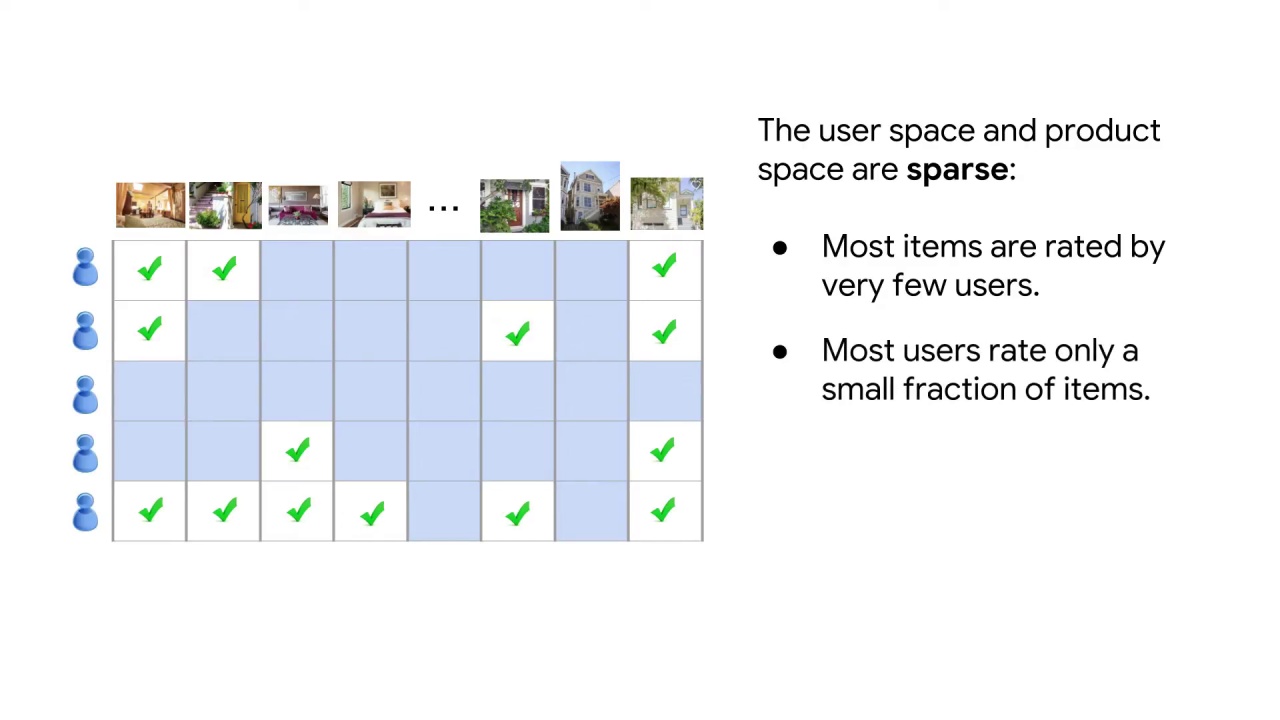 ...
The user space and product
space are sparse:
● Most items are rated by
very few users.
● Most users rate only a
small fraction of items.